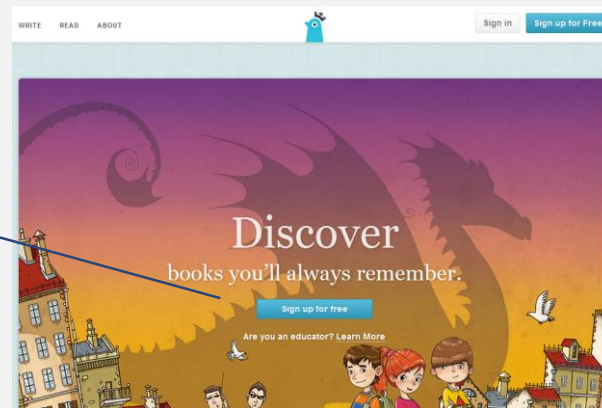 WRITE READ ABOUT
Sign in Sign up for Free
Discover
books you'll always remember.
Sign up for free
Are you an educator? Learn More